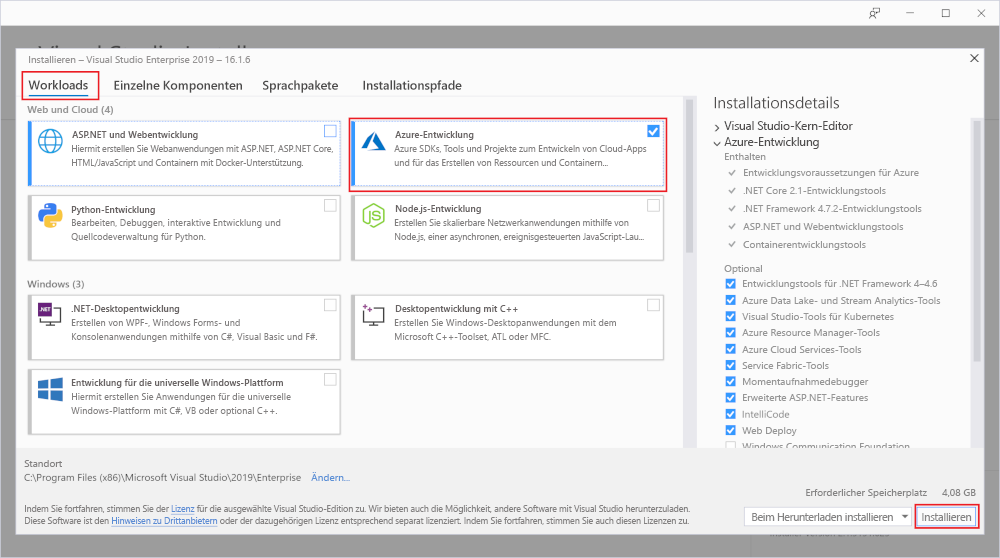 Installieren – Visual Studio Enterprise 2019 – 16.1.6
Workloads
Einzelne Komponenten
Sprachpakete
Installationspfade
Web und Cloud (4)
ASP.NET und Webentwicklung
Hiermit erstellen Sie Webanwendungen mit ASP.NET, ASP.NET Core,
HTML/JavaScript und Containern mit Docker-Unterstützung.
Azure-Entwicklung
Azure SDKs, Tools und Projekte zum Entwickeln von Cloud-Apps
und für das Erstellen von Ressourcen und Containern...
Python-Entwicklung
Bearbeiten, Debuggen, interaktive Entwicklung und
Quellcodeverwaltung für Python.
Node.js-Entwicklung
Erstellen Sie skalierbare Netzwerkanwendungen mithilfe von
Node.js, einer asynchronen, ereignisgesteuerten JavaScript-Lau...
Windows (3)
.NET-Desktopentwicklung
Erstellen von WPF-, Windows Forms- und
Konsolenanwendungen mithilfe von C#, Visual Basic und F#.
Desktopentwicklung mit C++
Erstellen Sie Windows-Desktopanwendungen mit dem
Microsoft C++-Toolset, ATL oder MFC.
Entwicklung für die universelle Windows-Plattform
Hiermit erstellen Sie Anwendungen für die universelle
Windows-Plattform mit C#, VB oder optional C++.
Installationsdetails
Visual Studio-Kern-Editor
Azure-Entwicklung
Enthalten
Entwicklungsvoraussetzungen für Azure
.NET Core 2.1-Entwicklungstools
.NET Framework 4.7.2-Entwicklungstools
ASP.NET und Webentwicklungstools
Containerentwicklungstools
Optional
Entwicklungstools für .NET Framework 4–4.6
Azure Data Lake- und Stream Analytics-Tools
Visual Studio-Tools für Kubernetes
Azure Resource Manager-Tools
Azure Cloud Services-Tools
Service Fabric-Tools
Momentaufnahmedebugger
Erweiterte ASP.NET-Features
IntelliCode
Web Deploy
Windows Communication Foundation
Standort
C:\Program Files (x86)\Microsoft Visual Studio\2019\Enterprise Ändern...
Erforderlicher Speicherplatz 4,08 GB
Indem Sie fortfahren, stimmen Sie der Lizenz für die ausgewählte Visual Studio-Edition zu. Wir bieten auch die Möglichkeit, andere Software mit Visual Studio herunterzuladen.
Diese Software ist den Hinweisen zu Drittanbietern oder der dazugehörigen Lizenz entsprechend separat lizenziert. Indem Sie fortfahren, stimmen Sie auch diesen Lizenzen zu.
Beim Herunterladen installieren
Installieren